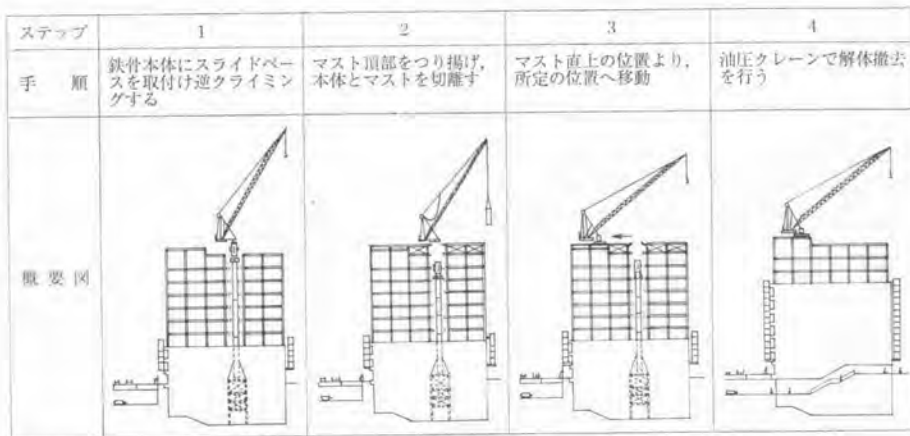 ステップ
1
2
3
4
手順
鉄骨本体にスライドベー
スを取付け逆クライミン
グする
マスト頂部をつり揚げ,
本体とマストを切離す
マスト直上の位置より,
所定の位置へ移動
油圧クレーンで解体撤去
を行う
概要図